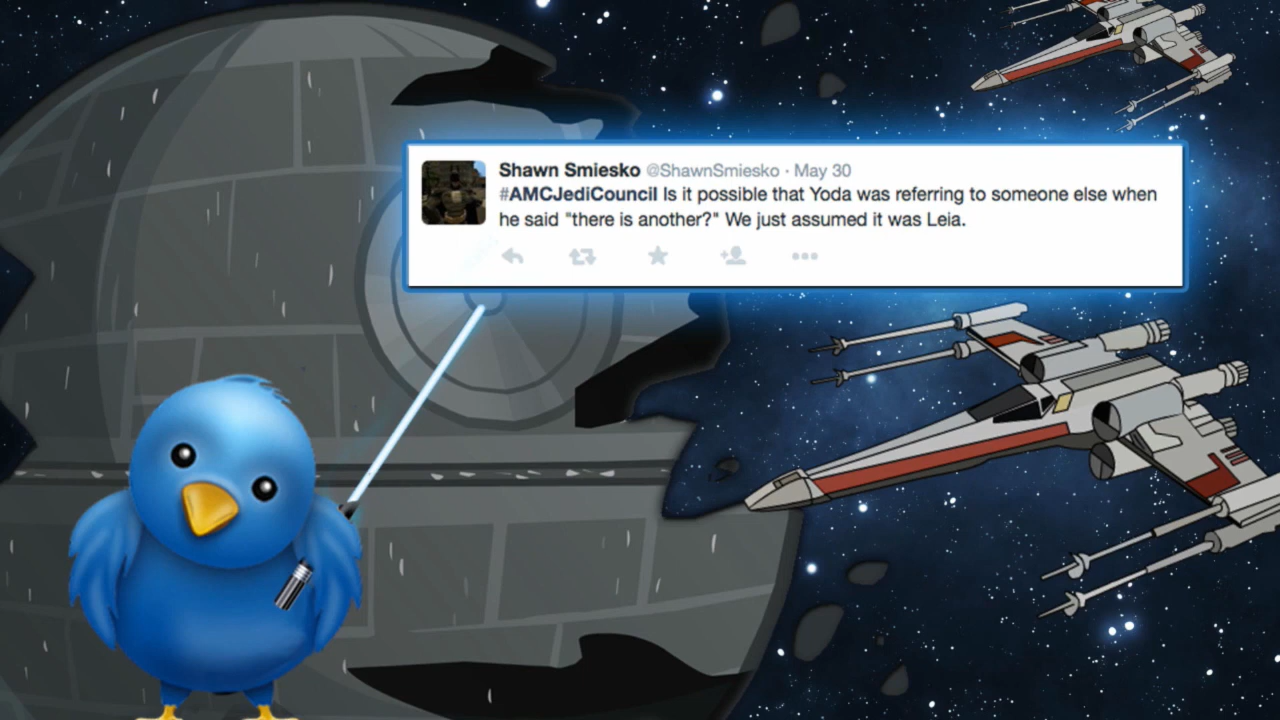 Shawn Smiesko @ShawnSmiesko · May 30
#AMCJediCouncil Is it possible that Yoda was referring to someone else when
he said "there is another?" We just assumed it was Leia.